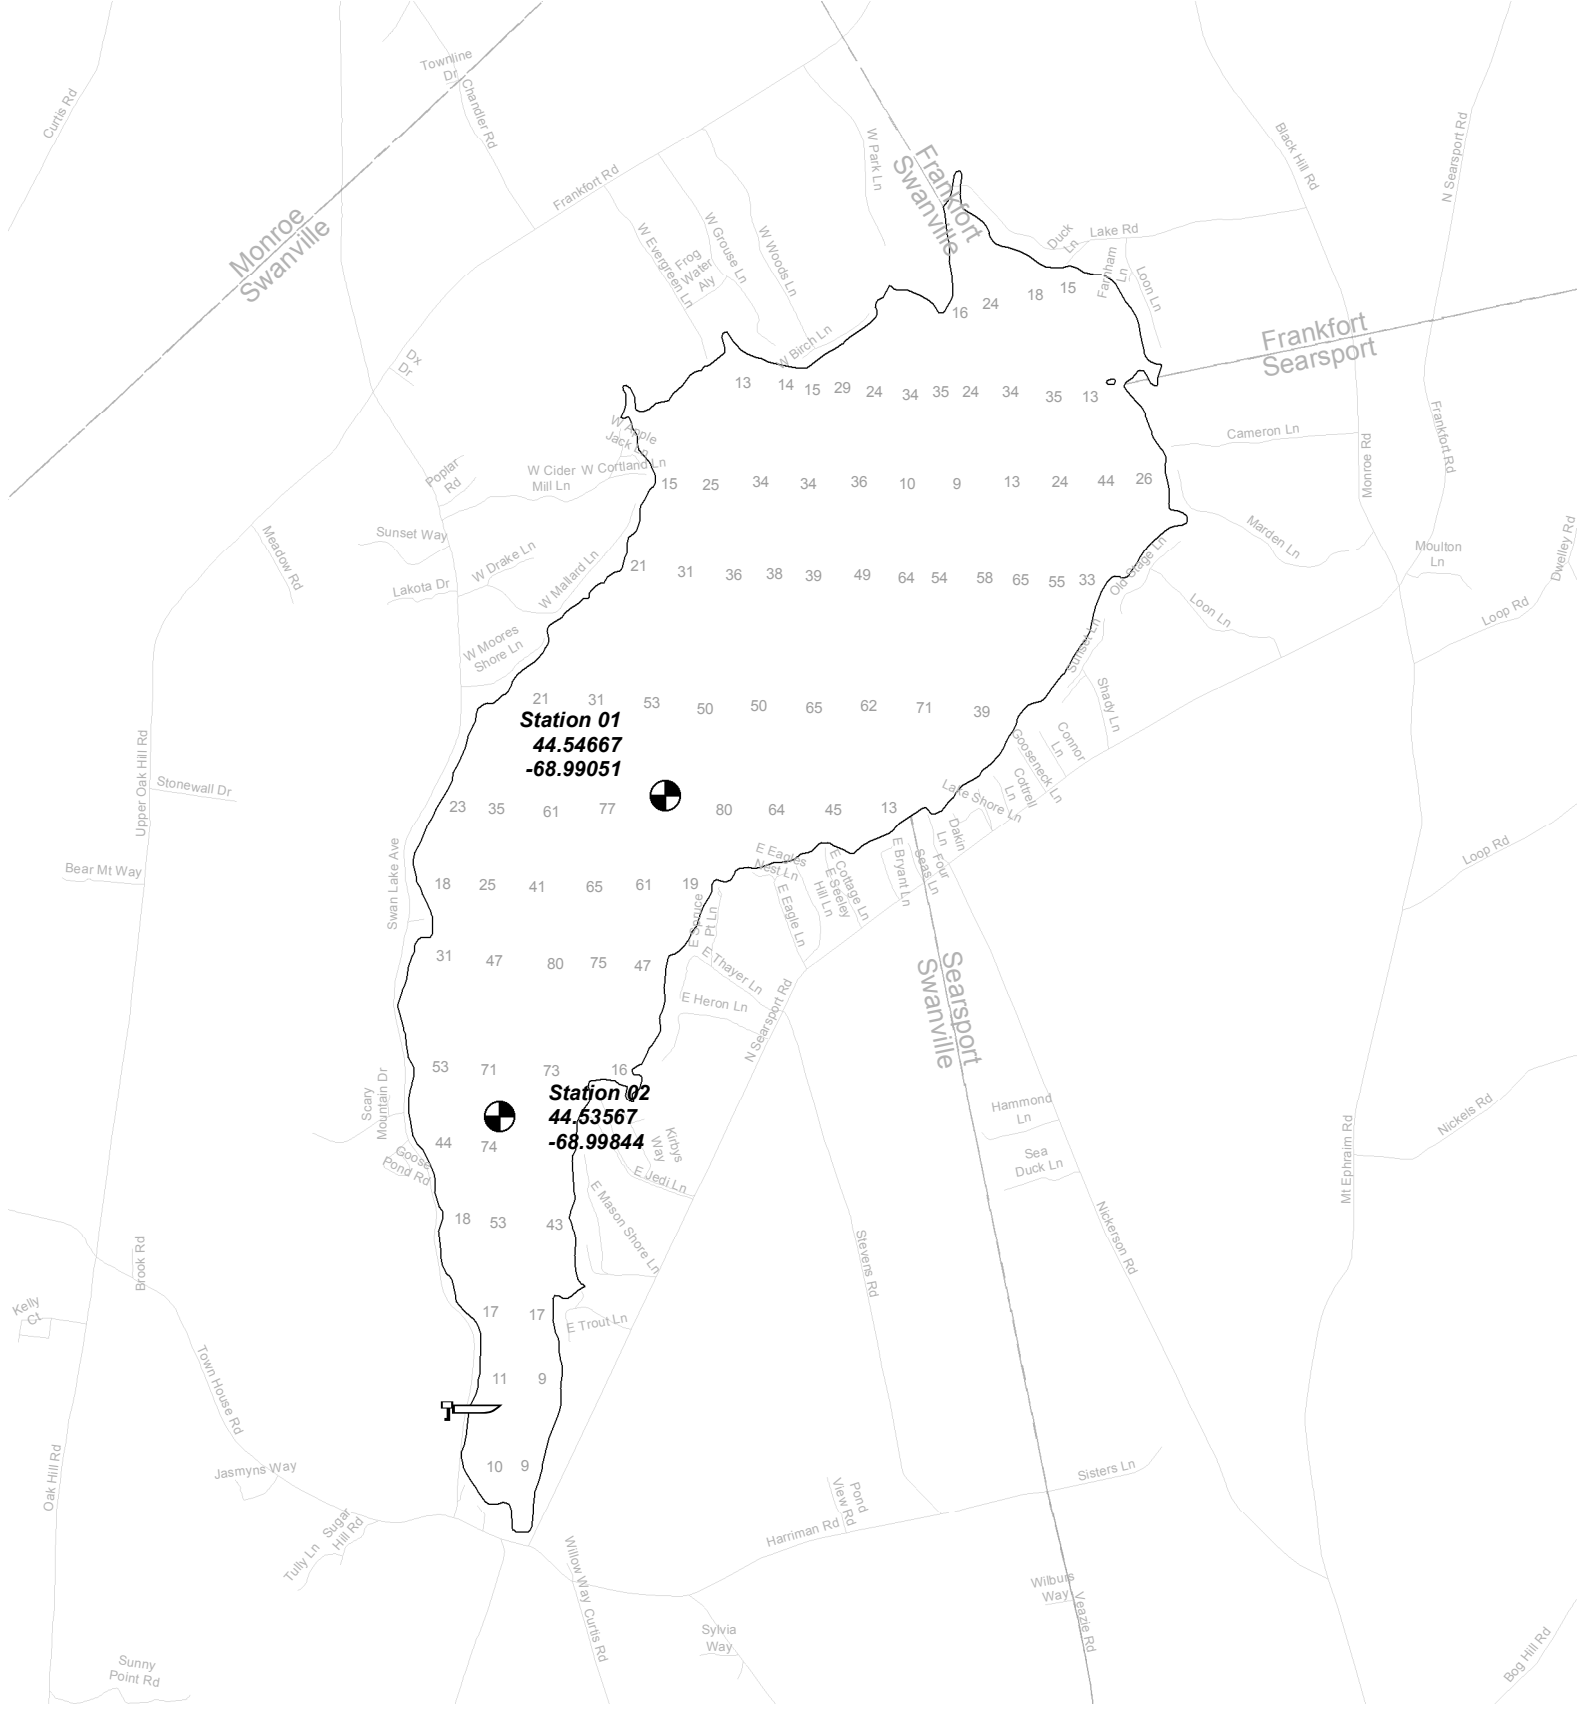 Townline
Dr
Chandler Rd
Curtis Rd
Frankfort Rd
W Park Ln
Frankfort
Swanville
Black Hill Rd
N Searsport Rd
Monroe
Swanville
W Evergreen Ln
Frog
Water
Aly
W Grouse Ln
W Woods Ln
W Birch Ln
Duck
Ln
Lake Rd
Farnham
Ln
Loon Ln
16
24
18
15
Frankfort
Searsport
Dx
Dr
13
14
15
29
24
34
35
24
34
35
13
W Apple
Jack Ln
W Cider
Mill Ln
W Cortland Ln
Poplar
Rd
Cameron Ln
Monroe Rd
Frankfort Rd
15
25
34
34
36
10
9
13
24
44
26
Meadow Rd
Sunset Way
W Drake Ln
Lakota Dr
W Mallard Ln
Marden Ln
Old Stage Ln
Moulton
Ln
Dwelley Rd
Loop Rd
Loon Ln
21
31
36
38
39
49
64
54
58
65
55
33
W Moores
Shore Ln
Sunset Ln
Shady Ln
21
31
53
50
50
65
62
71
39
Station 01
44.54667
-68.99051
Connor
Ln
Gooseneck Ln
Cottrell
Ln
Lake Shore Ln
Upper Oak Hill Rd
Stonewall Dr
23
35
61
77
80
64
45
13
Dakin
Ln
Four
Seas Ln
E Bryant Ln
E Cottage Ln
E Seeley
Hill Ln
E Eagles
Nest Ln
E Eagle Ln
Loop Rd
Bear Mt Way
Swan Lake Ave
18
25
41
65
61
19
E Spruce
Pt Ln
31
47
80
75
47
E Thayer Ln
E Heron Ln
N Searsport Rd
Searsport
Swanville
53
71
73
16
Scary
Mountain Dr
Station 02
44.53567
-68.99844
44
74
Goose
Pond Rd
Kirbys
Way
E Jedi Ln
Hammond
Ln
Sea
Duck Ln
Nickels Rd
Mt Ephraim Rd
18
53
43
E Mason Shore Ln
Stevens Rd
Nickerson Rd
Brook Rd
Kelly
Ct
17
17
E Trout Ln
Town House Rd
11
9
10
9
Oak Hill Rd
Jasmyns Way
Sugar
Hill Rd
Tully Ln
Pond
View Rd
Harriman Rd
Sisters Ln
Willow Way
Curtis Rd
Wilburs
Way
Veazie Rd
Sylvia
Way
Sunny
Point Rd
Bog Hill Rd